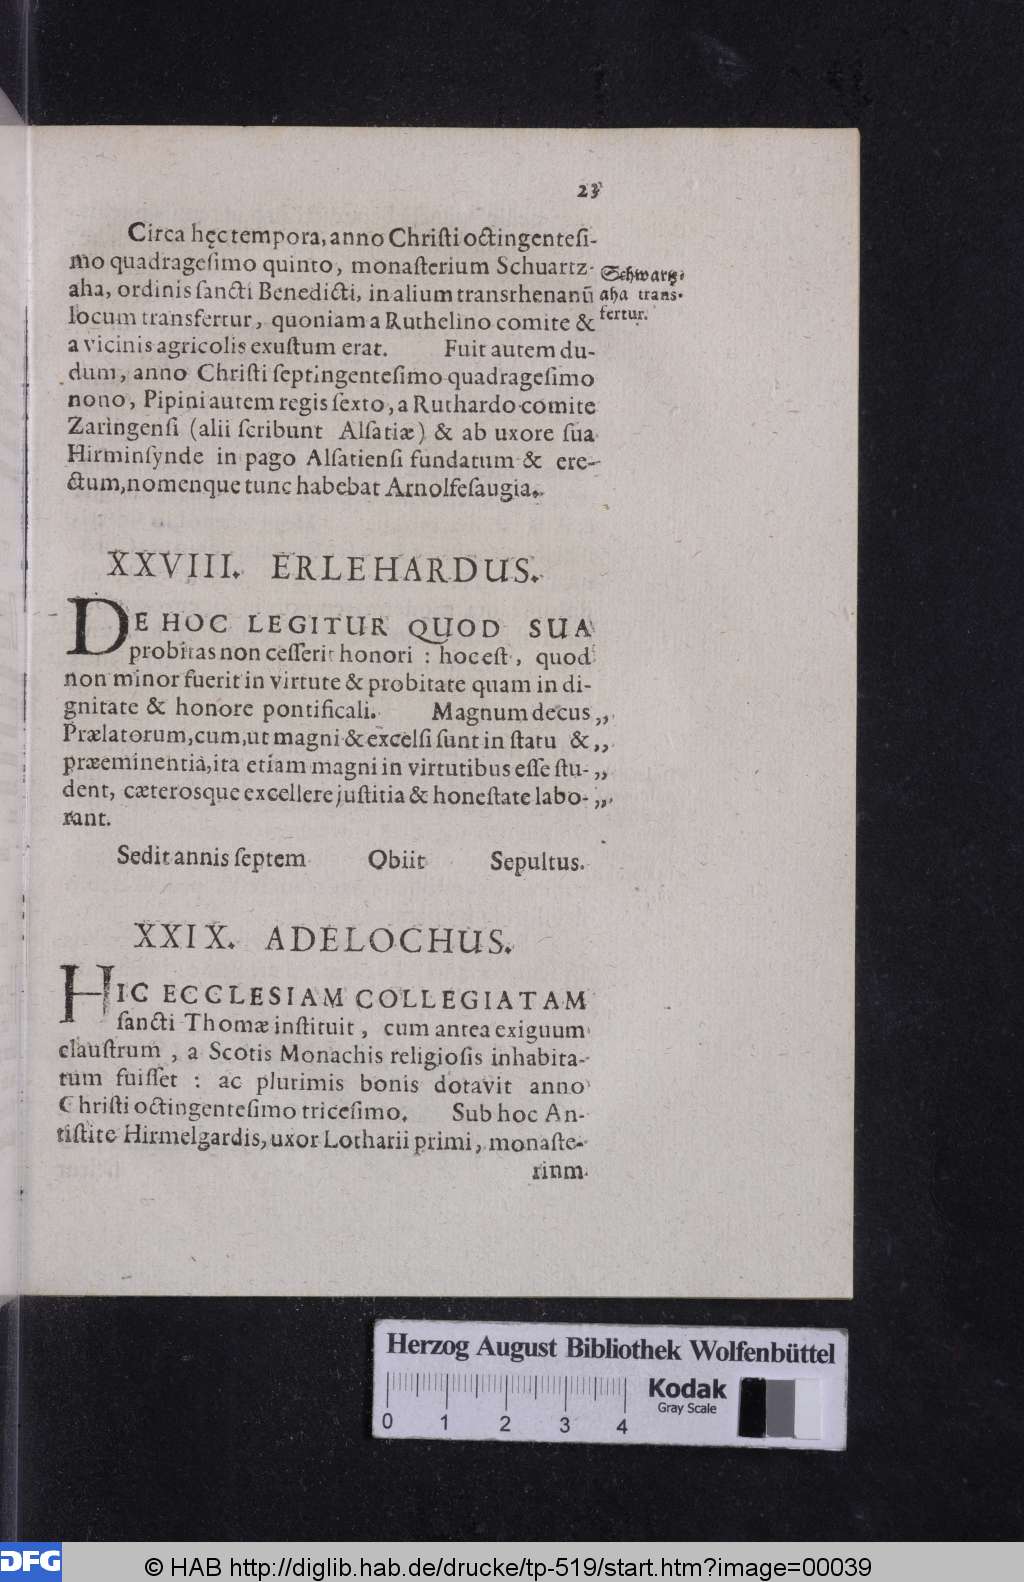 23
Circa hęc tempora, anno Chriſti octingenteſi-
mo quadrageſimo quinto, monaſterium Schuartz-
aha, ordinis ſancti Benedicti, in alium transrhenanũ
locum transfertur, quoniam a Ruthelino comite &
a vicinis agricolis exuſtum erat. Fuit autem du-
dum, anno Chriſti ſeptingenteſimo quadrageſimo
nono, Pipini autem regis ſexto, a Ruthardo comite
Zaringenſi (alii ſcribunt Alſatiæ) & ab uxore ſua
Hirminſynde in pago Alſatienſi fundatum & ere-
ctum, nomenque tunc habebat Arnolfeſaugia.
Schwartz-
aha trans-
fertur.
XXVIII. ERLEHARDUS.
DE HOC LEGITUR QUOD SUA
probitas non ceſſerit honori : hoc eſt, quod
non minor fuerit in virtute & probitate quam in di-
gnitate & honore pontificali. Magnum decus „
Prælatorum, cum, ut magni & excelſi ſunt in ſtatu & „
præeminentia, ita etiam magni in virtutibus eſſe ſtu- „
dent, cæterosque excellere juſtitia & honeſtate labo- „
rant.
Sedit annis ſeptem Obiit Sepultus.
XXIX. ADELOCHUS.
HIC ECCLESIAM COLLEGIATAM
ſancti Thomæ inſtituit, cum antea exiguum
clauſtrum, a Scotis Monachis religioſis inhabita-
tum fuiſſet : ac plurimis bonis dotavit anno
Chriſti octingenteſimo triceſimo. Sub hoc An-
tiſtite Hirmelgardis, uxor Lotharii primi, monaſte-
rium
Herzog August Bibliothek Wolfenbüttel
0 1 2 3 4
Kodak
Gray Scale
DFG
© HAB http://diglib.hab.de/drucke/tp-519/start.htm?image=00039